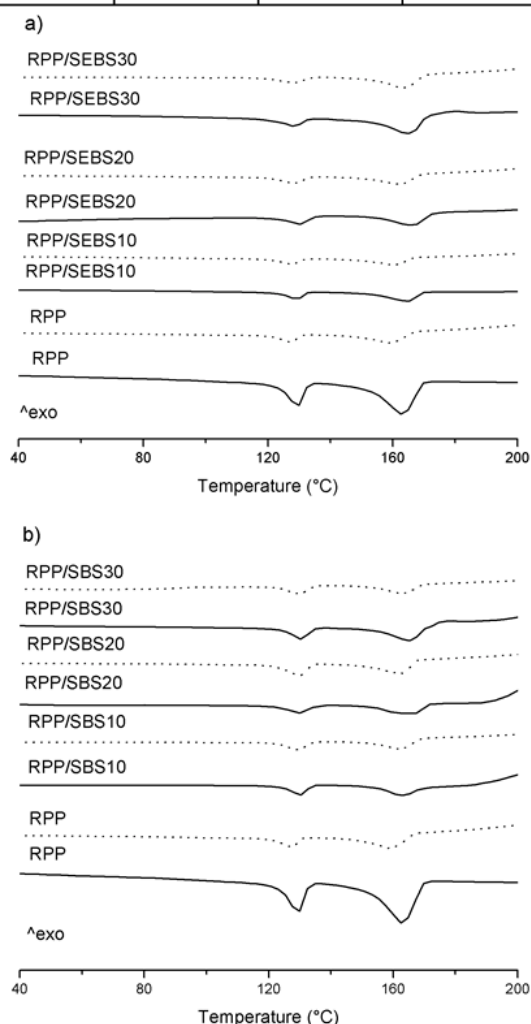 a)
RPP/SEBS30
RPP/SEBS30
RPP/SEBS20
RPP/SEBS20
RPP/SEBS10
RPP/SEBS10
RPP
RPP
^exo
40 80 120 160 200
Temperature (°C)
b)
RPP/SBS30
RPP/SBS30
RPP/SBS20
RPP/SBS20
RPP/SBS10
RPP/SBS10
RPP
RPP
^exo
40 80 120 160 200
Temperature (°C)